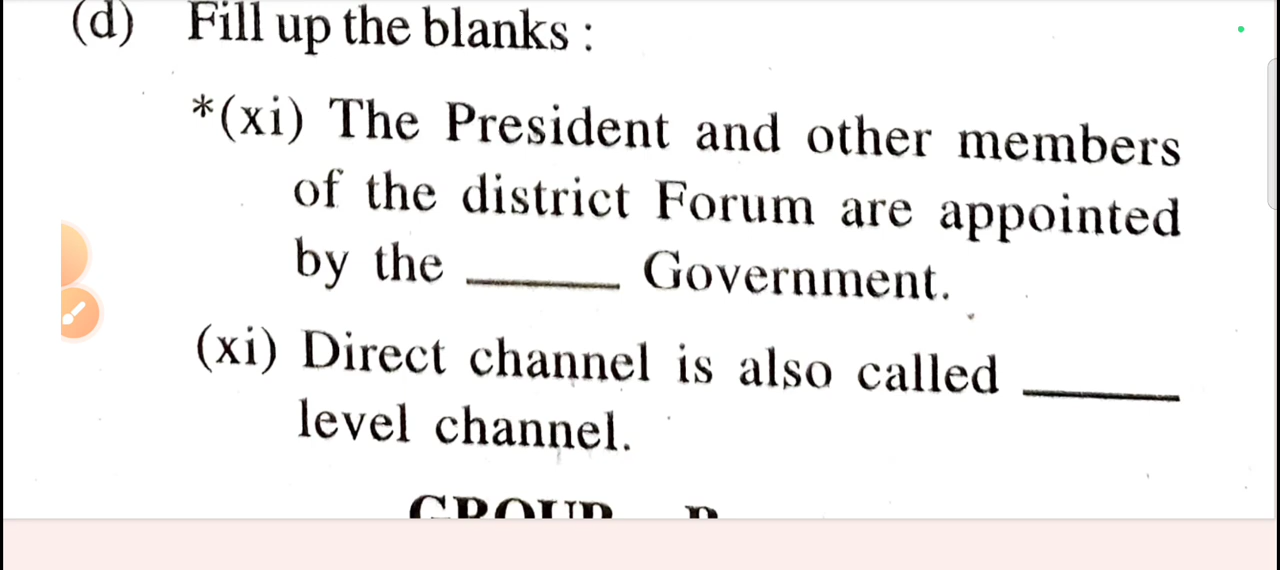 (d) Fill up the blanks :
*(xi) The President and other members
of the district Forum are appointed
by the ______ Government.
(xi) Direct channel is also called ______
level channel.
GROUP B